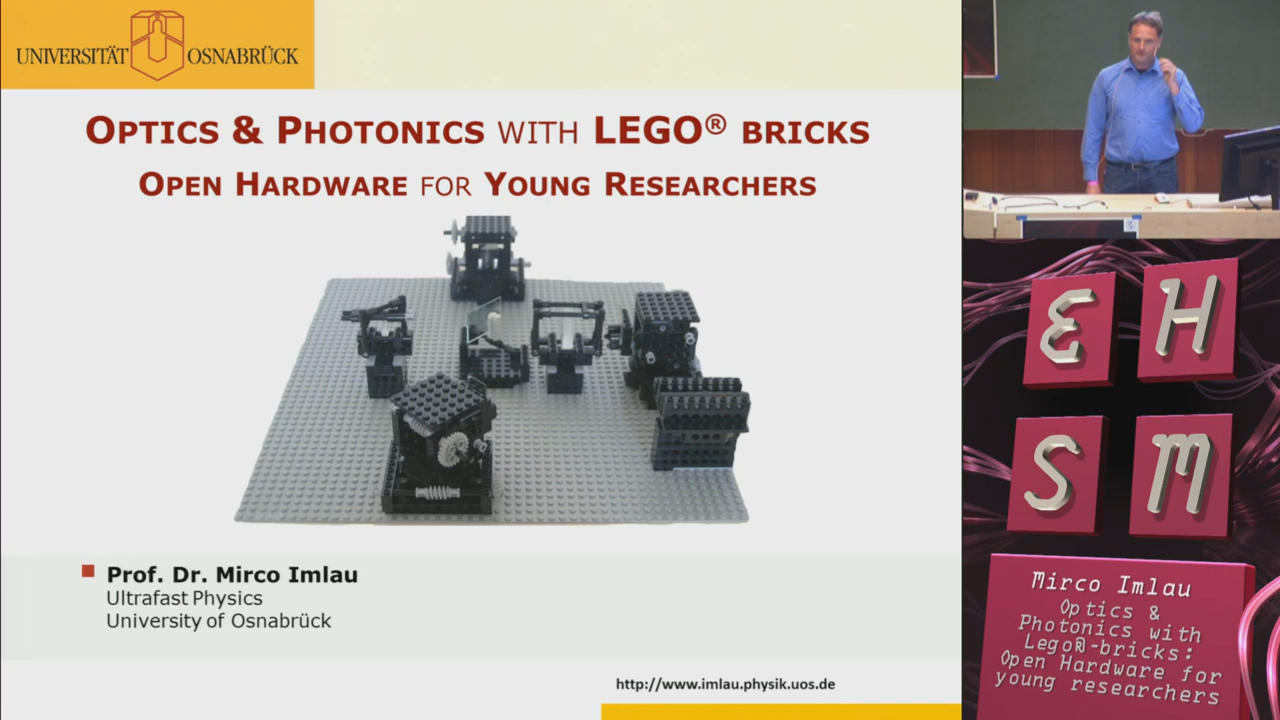 UNIVERSITÄT OSNABRÜCK
OPTICS & PHOTONICS WITH LEGO® BRICKS
OPEN HARDWARE FOR YOUNG RESEARCHERS
Prof. Dr. Mirco Imlau
Ultrafast Physics
University of Osnabrück
http://www.imlau.physik.uos.de
E H
S M
Mirco Imlau
Optics &
Photonics with
Lego®-bricks:
Open Hardware for
young researchers